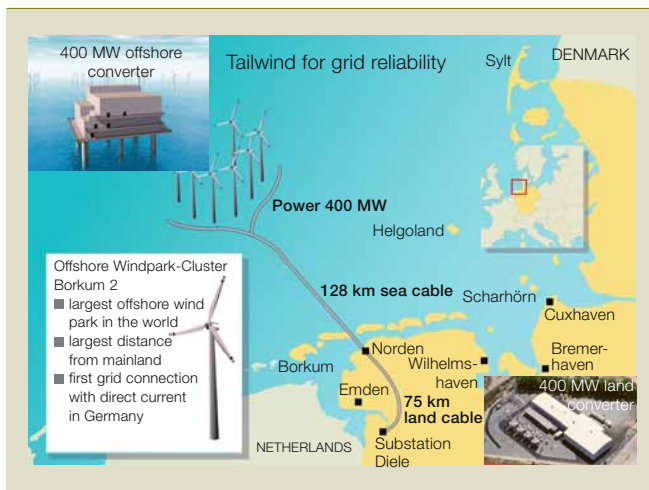 400 MW offshore
converter
Tailwind for grid reliability
Sylt
DENMARK
Power 400 MW
Helgoland
Offshore Windpark-Cluster
Borkum 2
■ largest offshore wind
park in the world
■ largest distance
from mainland
■ first grid connection
with direct current
in Germany
128 km sea cable
Scharhörn
Cuxhaven
Norden
Borkum
Wilhelms-
haven
Bremer-
haven
Emden
75 km
land cable
400 MW land
converter
NETHERLANDS
Substation
Diele